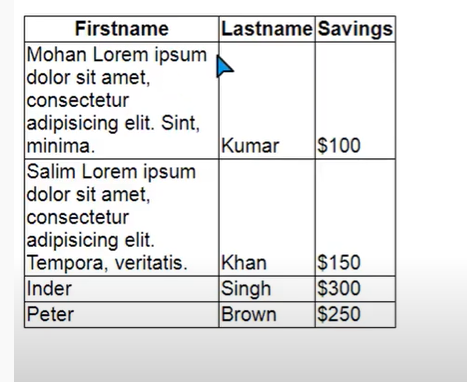 Firstname Lastname Savings
Mohan Lorem ipsum
dolor sit amet,
consectetur
adipisicing elit. Sint,
minima. Kumar $100
Salim Lorem ipsum
dolor sit amet,
consectetur
adipisicing elit.
Tempora, veritatis. Khan $150
Inder Singh $300
Peter Brown $250